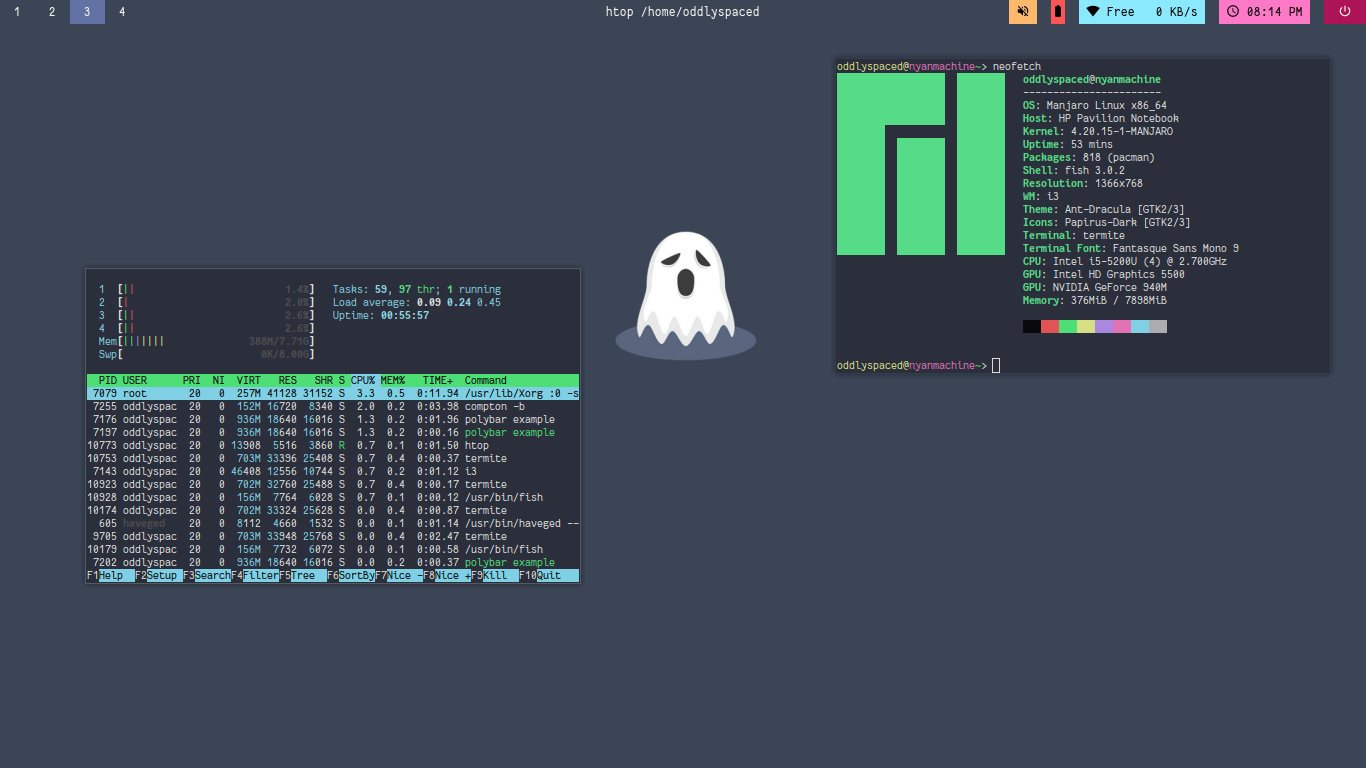 1 2 3 4 htop /home/oddlyspaced Free 0 KB/s 08:14 PM
oddlyspaced@nyanmachine~> neofetch
oddlyspaced@nyanmachine
-----------------------
OS: Manjaro Linux x86_64
Host: HP Pavilion Notebook
Kernel: 4.20.15-1-MANJARO
Uptime: 53 mins
Packages: 818 (pacman)
Shell: fish 3.0.2
Resolution: 1366x768
WM: i3
Theme: Ant-Dracula [GTK2/3]
Icons: Papirus-Dark [GTK2/3]
Terminal: termite
Terminal Font: Fantasque Sans Mono 9
CPU: Intel i5-5200U (4) @ 2.700GHz
GPU: Intel HD Graphics 5500
GPU: NVIDIA GeForce 940M
Memory: 376MiB / 7898MiB
oddlyspaced@nyanmachine~>
1 [|| 1.4%] Tasks: 59, 97 thr; 1 running
2 [| 2.0%] Load average: 0.09 0.24 0.45
3 [|| 2.6%] Uptime: 00:55:57
4 [|| 2.6%]
Mem[||||||| 388M/7.71G]
Swp[ 0K/8.00G]
PID USER PRI NI VIRT RES SHR S CPU% MEM% TIME+ Command
7079 root 20 0 257M 41128 31152 S 3.3 0.5 0:11.94 /usr/lib/Xorg :0 -s
7255 oddlyspac 20 0 152M 16720 8340 S 2.0 0.2 0:03.98 compton -b
7176 oddlyspac 20 0 936M 18640 16016 S 1.3 0.2 0:01.96 polybar example
7197 oddlyspac 20 0 936M 18640 16016 S 1.3 0.2 0:00.16 polybar example
10773 oddlyspac 20 0 13908 5516 3860 R 0.7 0.1 0:01.50 htop
10753 oddlyspac 20 0 703M 33396 25408 S 0.7 0.4 0:00.37 termite
7143 oddlyspac 20 0 46408 12556 10744 S 0.7 0.2 0:01.12 i3
10923 oddlyspac 20 0 702M 32760 25488 S 0.7 0.4 0:00.17 termite
10928 oddlyspac 20 0 156M 7764 6028 S 0.7 0.1 0:00.12 /usr/bin/fish
10174 oddlyspac 20 0 702M 33324 25628 S 0.0 0.4 0:00.87 termite
605 haveged 20 0 8112 4660 1532 S 0.0 0.1 0:01.14 /usr/bin/haveged --
9705 oddlyspac 20 0 703M 33948 25768 S 0.0 0.4 0:02.47 termite
10179 oddlyspac 20 0 156M 7732 6072 S 0.0 0.1 0:00.58 /usr/bin/fish
7202 oddlyspac 20 0 936M 18640 16016 S 0.0 0.2 0:00.37 polybar example
F1Help F2Setup F3SearchF4FilterF5Tree F6SortByF7Nice -F8Nice +F9Kill F10Quit